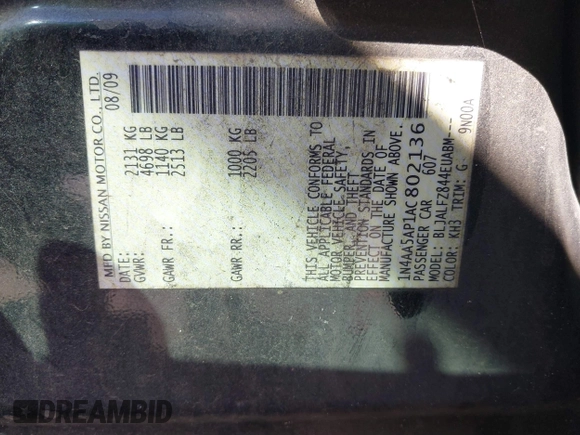 MFD BY NISSAN MOTOR CO., LTD.
DATE: 08/09
GVWR: 2131 KG
4698 LB
GAWR FR.: 1140 KG
2513 LB
GAWR RR.: 1000 KG
2205 LB
THIS VEHICLE CONFORMS TO
ALL APPLICABLE FEDERAL
MOTOR VEHICLE SAFETY,
BUMPER, AND THEFT
PREVENTION STANDARDS
IN EFFECT ON THE DATE OF
MANUFACTURE SHOWN ABOVE.
1N4AA5AP1AC802136
PASSENGER CAR 607
MODEL: BLJALFZ844EUABM---
COLOR: KH3 TRIM: G
9N00A
DREAMBID